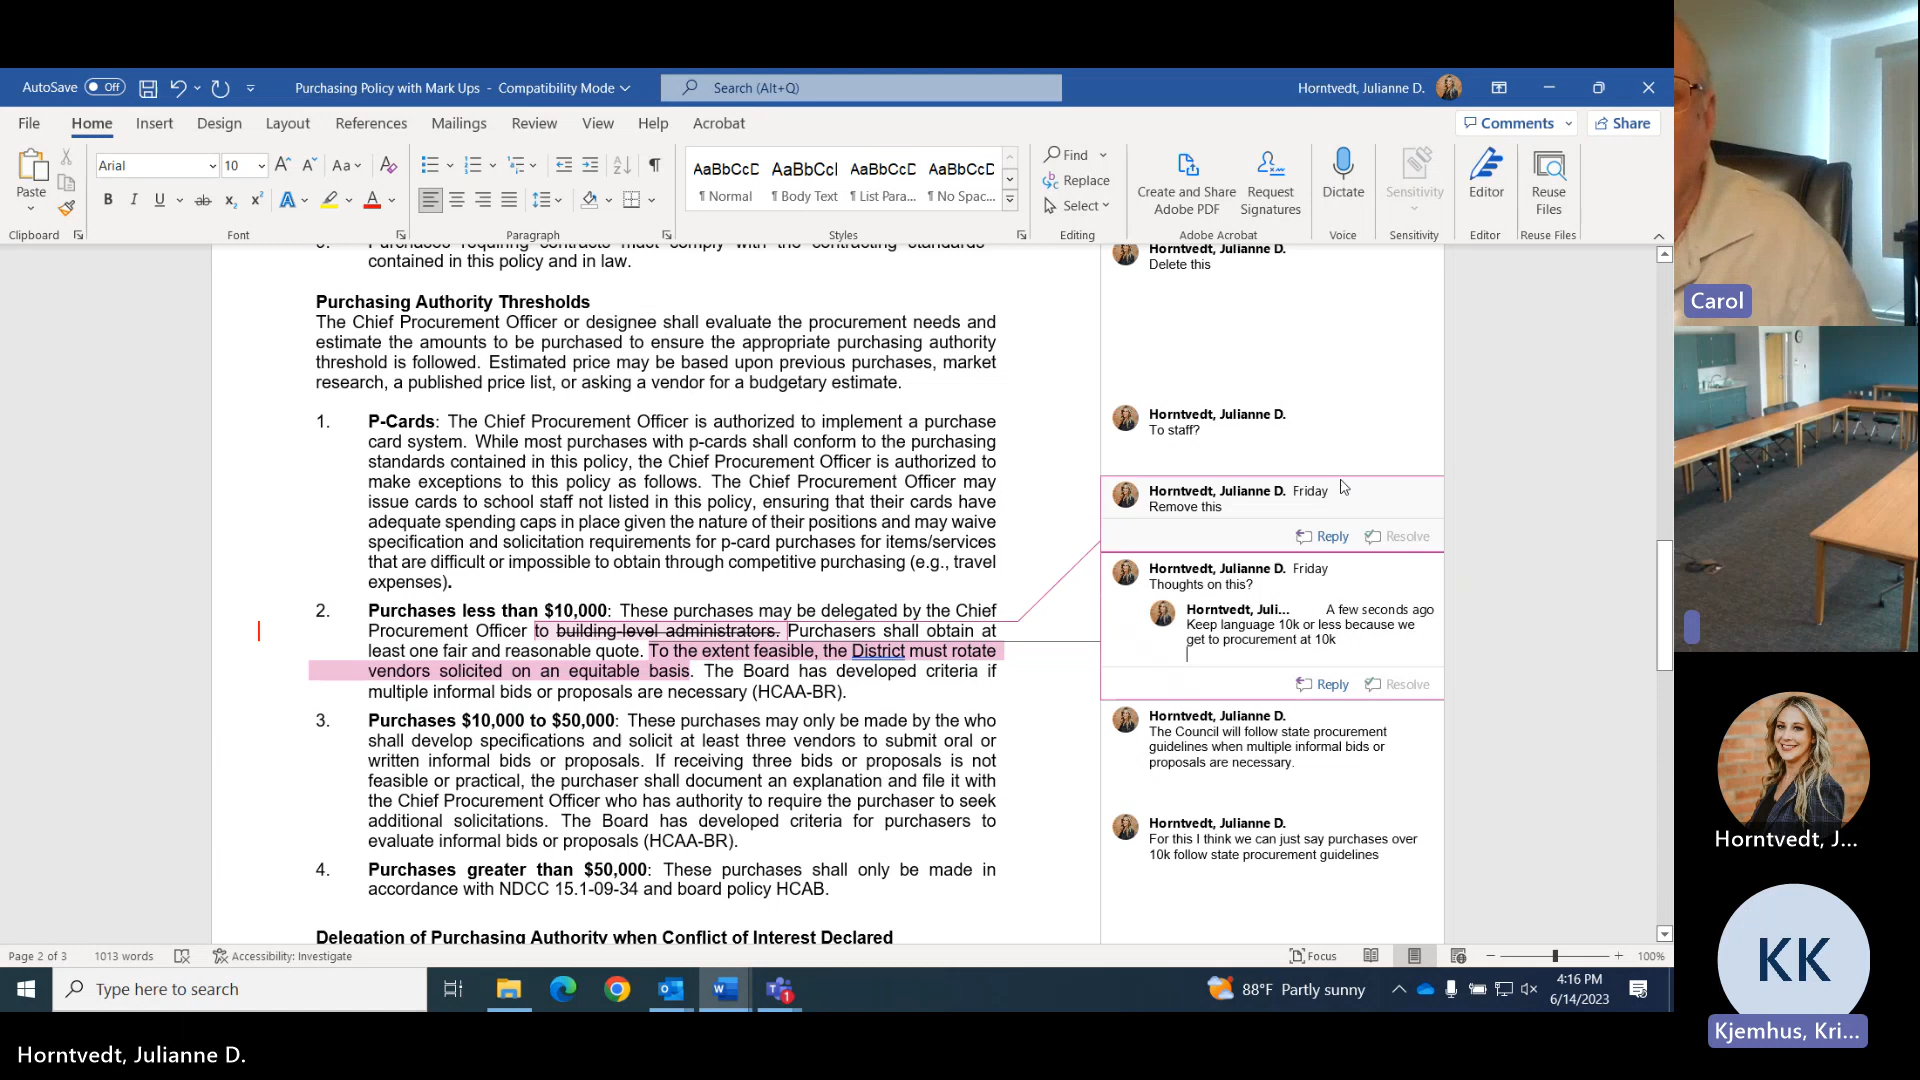 AutoSave Off
Purchasing Policy with Mark Ups - Compatibility Mode
Search (Alt+Q)
Horntvedt, Julianne D.
File Home Insert Design Layout References Mailings Review View Help Acrobat
Comments Share
Paste
Clipboard
Arial 10
Font
Paragraph
AaBbCcD AaBbCcI AaBbCcD AaBbCcD
¶ Normal ¶ Body Text ¶ List Para... ¶ No Spac...
Styles
Find
Replace
Select
Editing
Create and Share Adobe PDF
Request Signatures
Adobe Acrobat
Dictate
Voice
Sensitivity
Sensitivity
Editor
Editor
Reuse Files
Reuse Files
Purchases requiring contracts must comply with the contracting standards
contained in this policy and in law.
Purchasing Authority Thresholds
The Chief Procurement Officer or designee shall evaluate the procurement needs and
estimate the amounts to be purchased to ensure the appropriate purchasing authority
threshold is followed. Estimated price may be based upon previous purchases, market
research, a published price list, or asking a vendor for a budgetary estimate.
1. P-Cards: The Chief Procurement Officer is authorized to implement a purchase
card system. While most purchases with p-cards shall conform to the purchasing
standards contained in this policy, the Chief Procurement Officer is authorized to
make exceptions to this policy as follows. The Chief Procurement Officer may
issue cards to school staff not listed in this policy, ensuring that their cards have
adequate spending caps in place given the nature of their positions and may waive
specification and solicitation requirements for p-card purchases for items/services
that are difficult or impossible to obtain through competitive purchasing (e.g., travel
expenses).
2. Purchases less than $10,000: These purchases may be delegated by the Chief
Procurement Officer to building-level administrators. Purchasers shall obtain at
least one fair and reasonable quote. To the extent feasible, the District must rotate
vendors solicited on an equitable basis. The Board has developed criteria if
multiple informal bids or proposals are necessary (HCAA-BR).
3. Purchases $10,000 to $50,000: These purchases may only be made by the who
shall develop specifications and solicit at least three vendors to submit oral or
written informal bids or proposals. If receiving three bids or proposals is not
feasible or practical, the purchaser shall document an explanation and file it with
the Chief Procurement Officer who has authority to require the purchaser to seek
additional solicitations. The Board has developed criteria for purchasers to
evaluate informal bids or proposals (HCAA-BR).
4. Purchases greater than $50,000: These purchases shall only be made in
accordance with NDCC 15.1-09-34 and board policy HCAB.
Delegation of Purchasing Authority when Conflict of Interest Declared
Horntvedt, Julianne D.
Delete this
Horntvedt, Julianne D.
To staff?
Horntvedt, Julianne D. Friday
Remove this
Reply Resolve
Horntvedt, Julianne D. Friday
Thoughts on this?
Horntvedt, Juli... A few seconds ago
Keep language 10k or less because we
get to procurement at 10k
Reply Resolve
Horntvedt, Julianne D.
The Council will follow state procurement
guidelines when multiple informal bids or
proposals are necessary.
Horntvedt, Julianne D.
For this I think we can just say purchases over
10k follow state procurement guidelines
Page 2 of 3 1013 words Accessibility: Investigate Focus 100%
Type here to search
88°F Partly sunny
4:16 PM
6/14/2023
Carol
Horntvedt, J...
KK
Kjemhus, Kri...
Horntvedt, Julianne D.